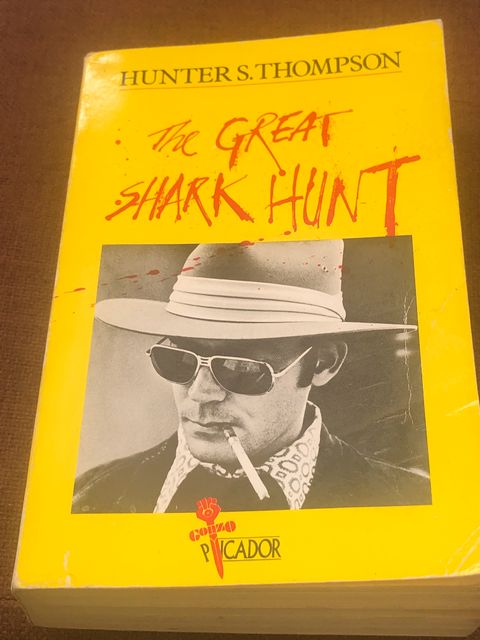 HUNTER S. THOMPSON
The GREAT
SHARK HUNT
GONZO
PICADOR